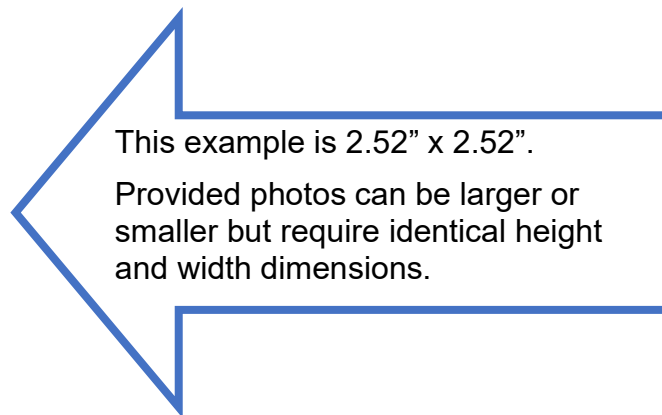 This example is 2.52” x 2.52”.
Provided photos can be larger or
smaller but require identical height
and width dimensions.